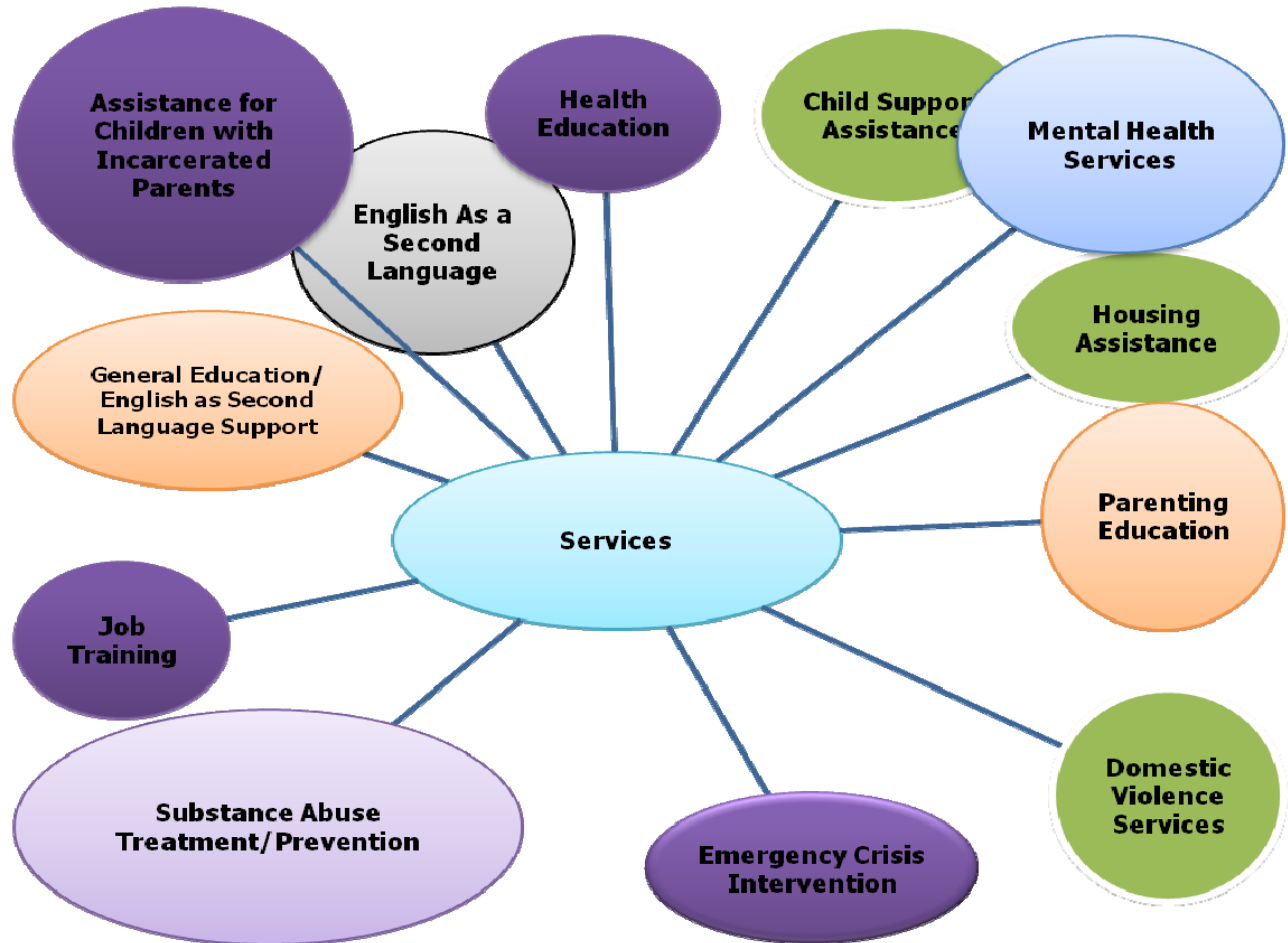 Assistance for
Children with
Incarcerated
Parents
Health
Education
Child Support
Assistance
Mental Health
Services
English As a
Second
Language
Housing
Assistance
General Education/
English as Second
Language Support
Services
Parenting
Education
Job
Training
Substance Abuse
Treatment/Prevention
Emergency Crisis
Intervention
Domestic
Violence
Services